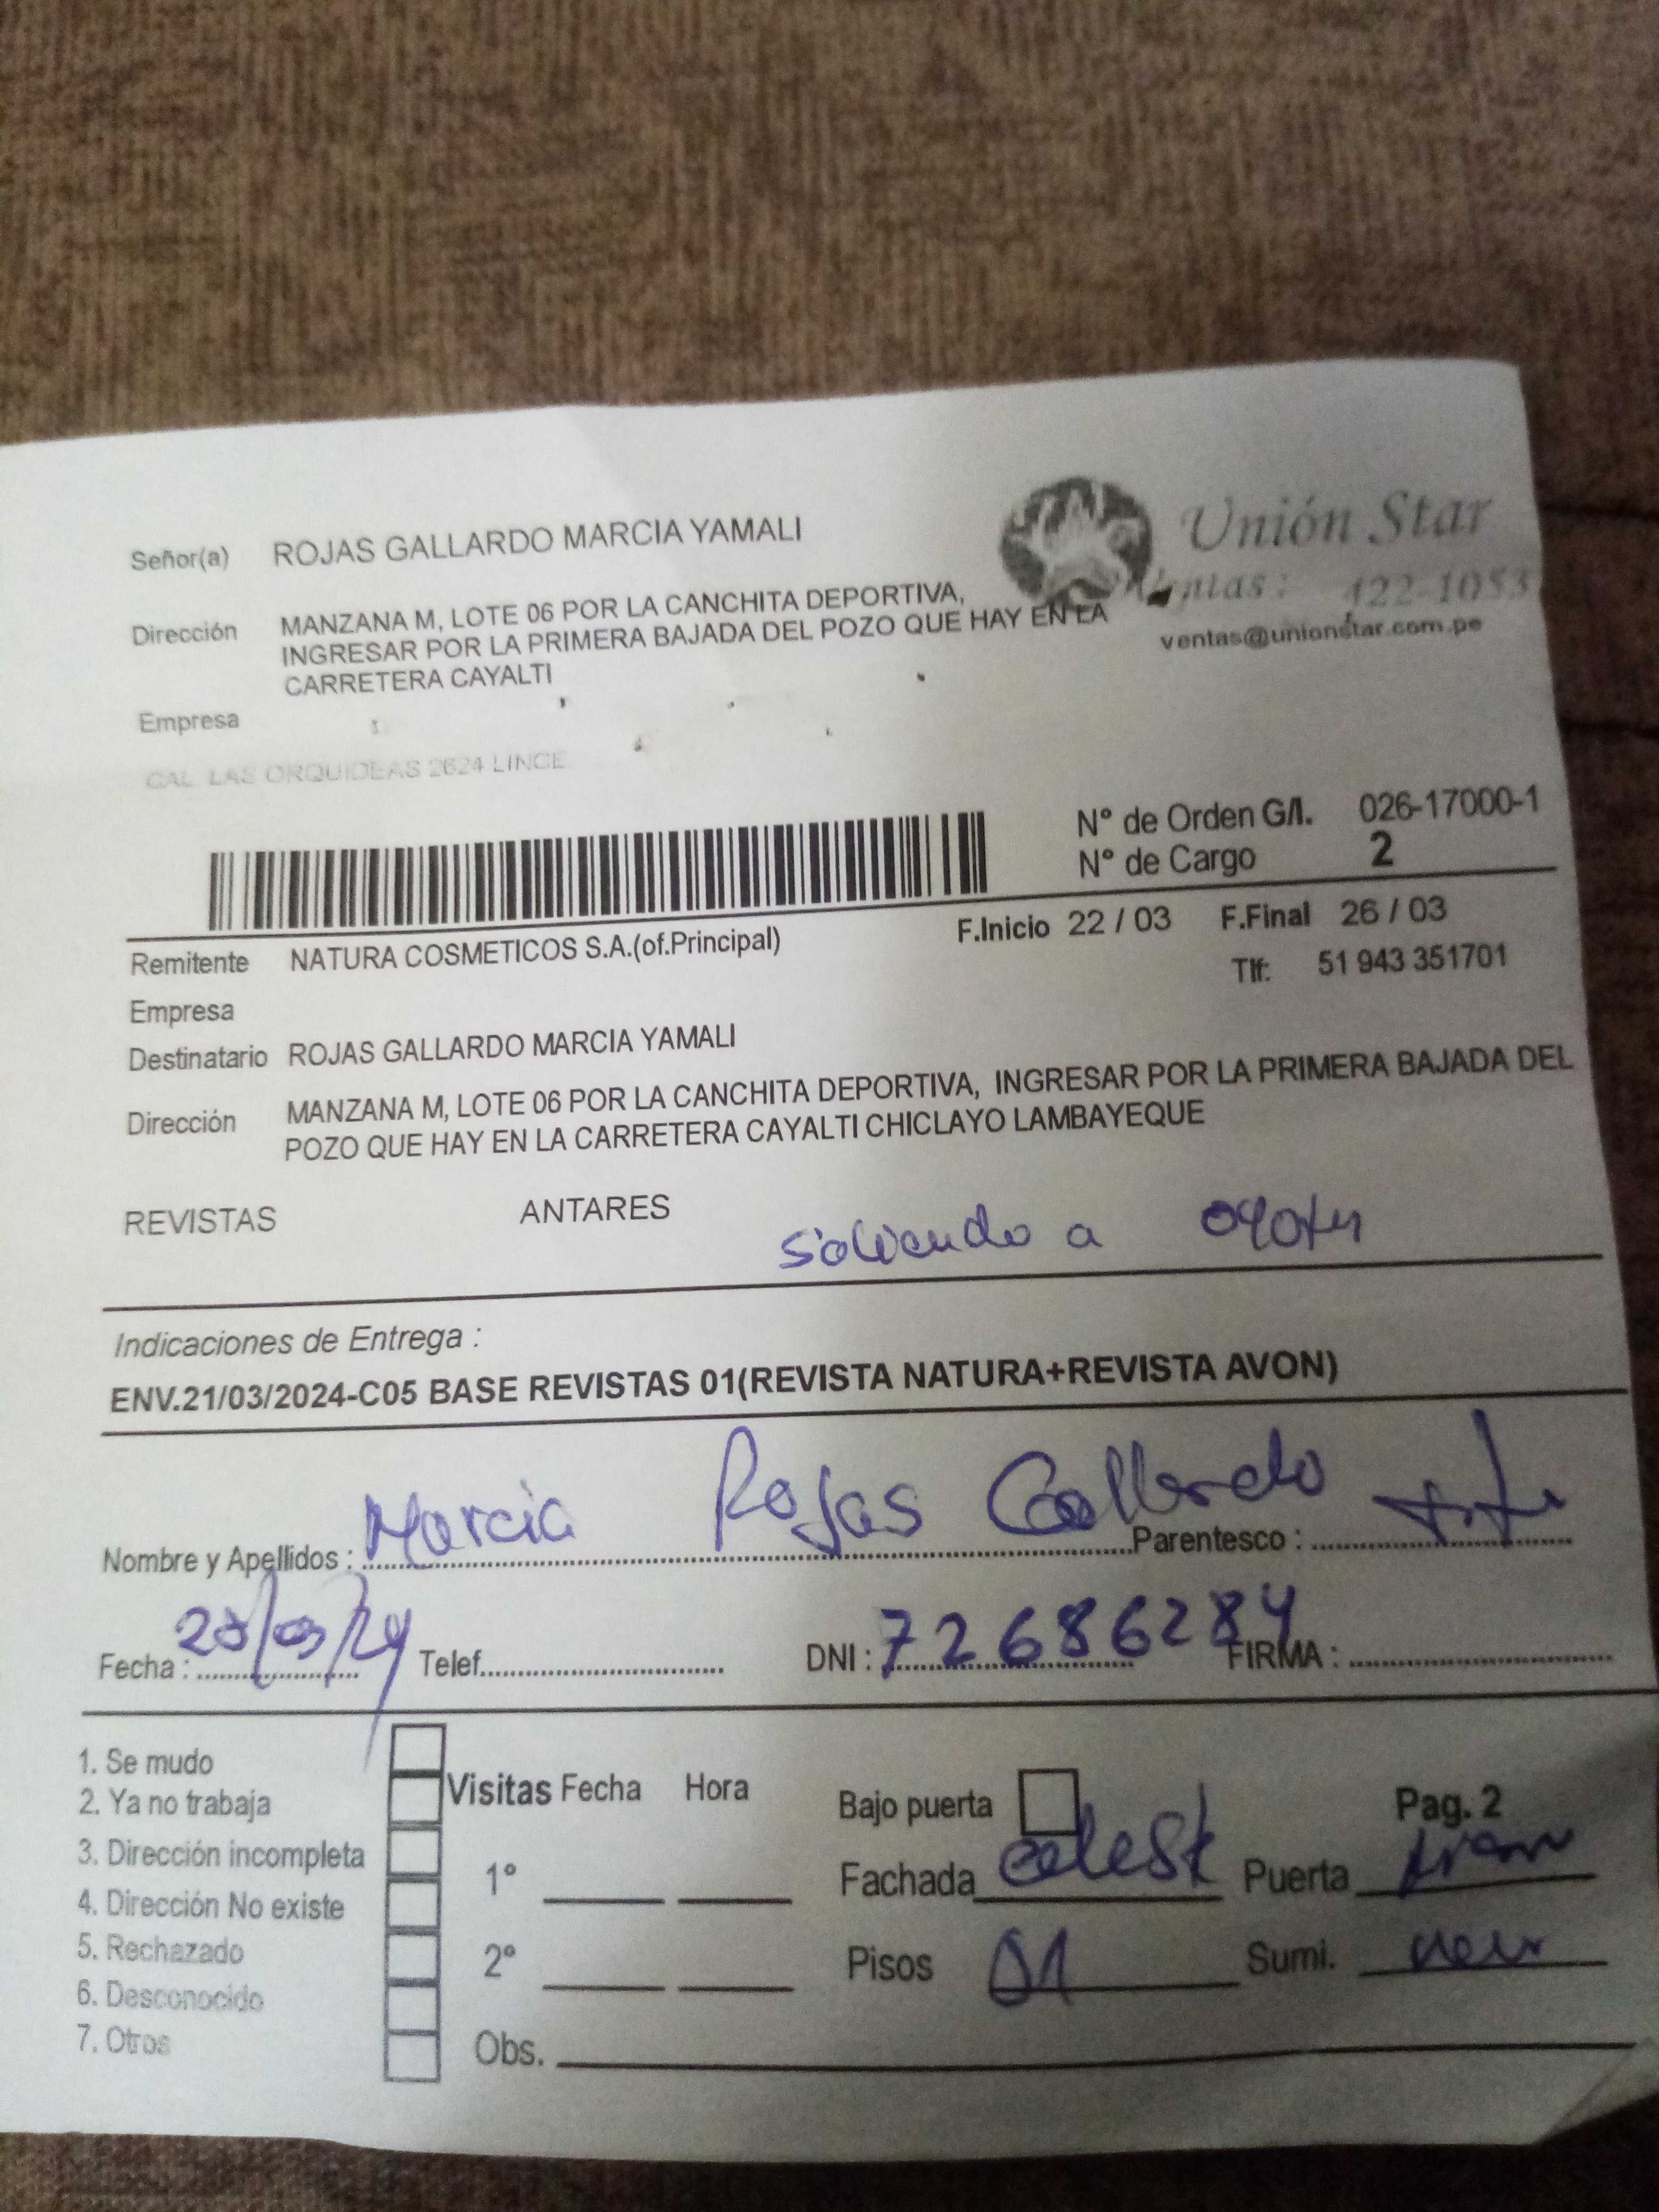 Señor(a) ROJAS GALLARDO MARCIA YAMALI
Unión Star
Ventas: 422-1053
ventas@unionstar.com.pe
Dirección MANZANA M, LOTE 06 POR LA CANCHITA DEPORTIVA,
INGRESAR POR LA PRIMERA BAJADA DEL POZO QUE HAY EN LA
CARRETERA CAYALTI
Empresa
CAL. LAS ORQUIDEAS 2624 LINCE
N° de Orden G/I. 026-17000-1
N° de Cargo 2
F.Inicio 22 / 03 F.Final 26 / 03
Remitente NATURA COSMETICOS S.A.(of.Principal)
Tlf: 51 943 351701
Empresa
Destinatario ROJAS GALLARDO MARCIA YAMALI
Dirección MANZANA M, LOTE 06 POR LA CANCHITA DEPORTIVA, INGRESAR POR LA PRIMERA BAJADA DEL
POZO QUE HAY EN LA CARRETERA CAYALTI CHICLAYO LAMBAYEQUE
REVISTAS ANTARES
a
Indicaciones de Entrega :
ENV.21/03/2024-C05 BASE REVISTAS 01(REVISTA NATURA+REVISTA AVON)
Nombre y Apellidos : Marcia Rojas Gallardo Parentesco :
Fecha : Telef. DNI : 72686284 FIRMA :
1. Se mudo
2. Ya no trabaja
3. Dirección incompleta
4. Dirección No existe
5. Rechazado
6. Desconocido
7. Otros
Visitas Fecha Hora
1°
2°
Obs.
Bajo puerta Pag. 2
Fachada celest Puerta
Pisos 01 Sumi.